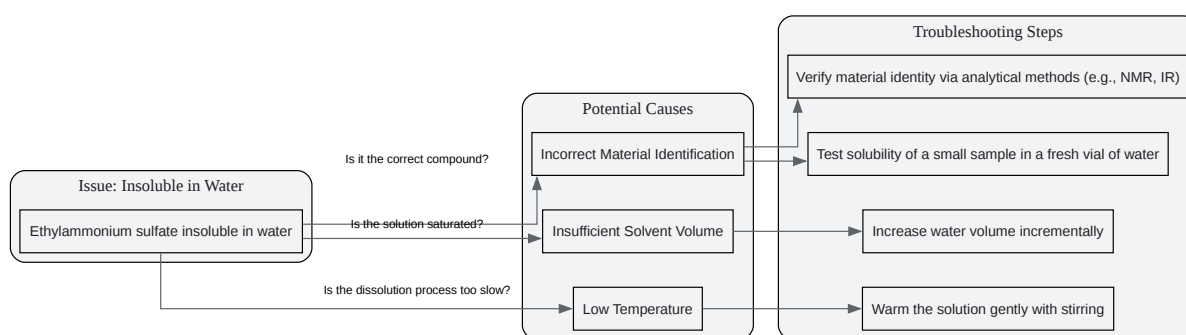 Troubleshooting Steps
Verify material identity via analytical methods (e.g., NMR, IR)
Potential Causes
Is it the correct compound?
Incorrect Material Identification
Test solubility of a small sample in a fresh vial of water
Issue: Insoluble in Water
Is the solution saturated?
Ethylammonium sulfate insoluble in water
Insufficient Solvent Volume
Increase water volume incrementally
Is the dissolution process too slow?
Low Temperature
Warm the solution gently with stirring